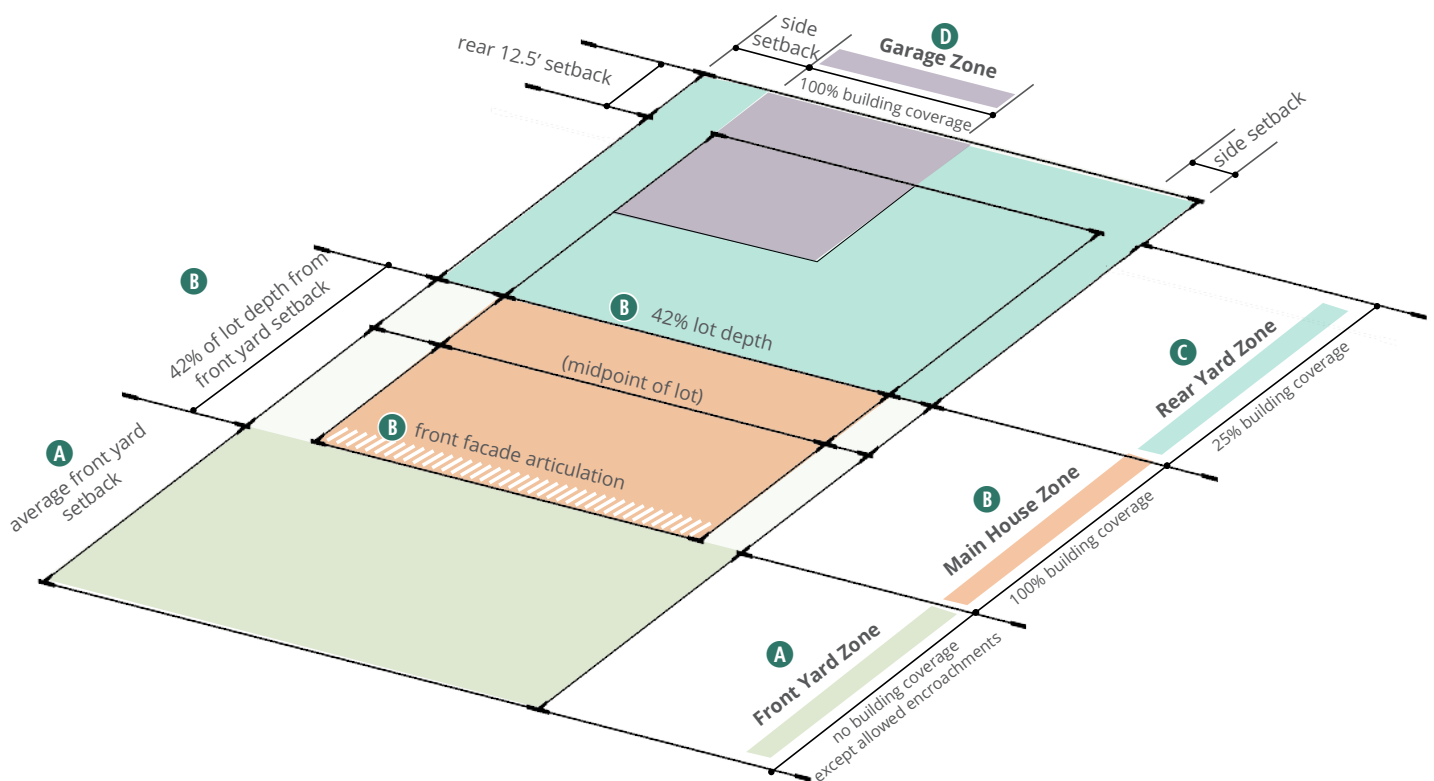 side
setback
D
Garage Zone
rear 12.5’ setback
100% building coverage
side setback
B
42% of lot depth from
front yard setback
B
42% lot depth
(midpoint of lot)
B
front facade articulation
A
average front yard
setback
C
Rear Yard Zone
25% building coverage
B
Main House Zone
100% building coverage
A
Front Yard Zone
no building coverage
except allowed encroachments